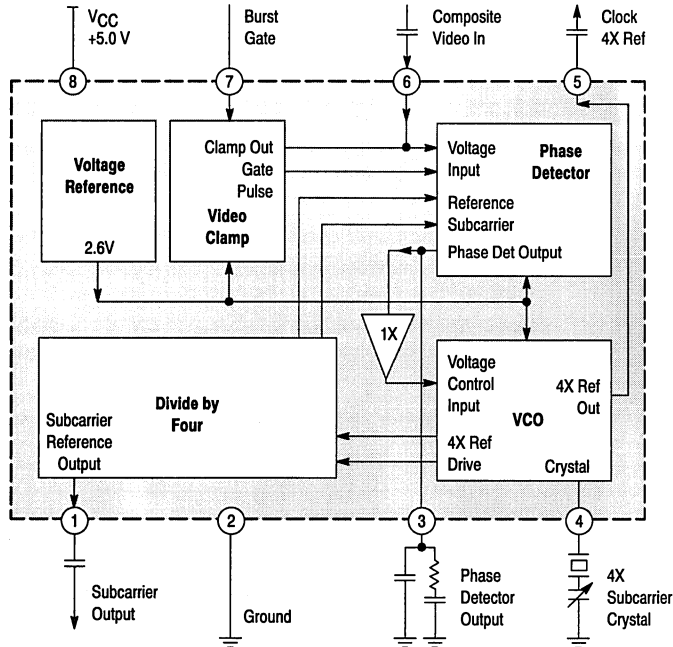 VCC
+5.0 V
Burst
Gate
Composite
Video In
Clock
4X Ref
8
7
6
5
Voltage
Reference
2.6V
Clamp Out
Gate
Pulse
Video
Clamp
Voltage
Input
Phase
Detector
Reference
Subcarrier
Phase Det Output
1X
Divide by
Four
Subcarrier
Reference
Output
Voltage
Control
Input
4X Ref
Out
VCO
4X Ref
Drive
Crystal
1
2
3
4
Subcarrier
Output
Ground
Phase
Detector
Output
4X
Subcarrier
Crystal